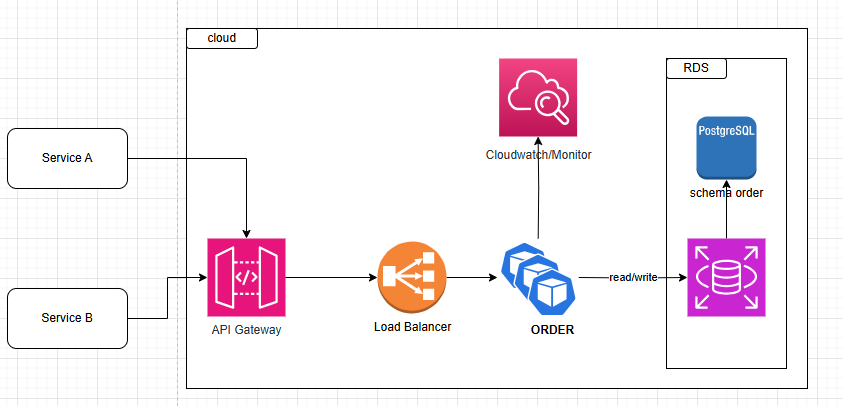 cloud
RDS
PostgreSQL
Service A
Cloudwatch/Monitor
schema order
</>
read/write
Service B
API Gateway
Load Balancer
ORDER